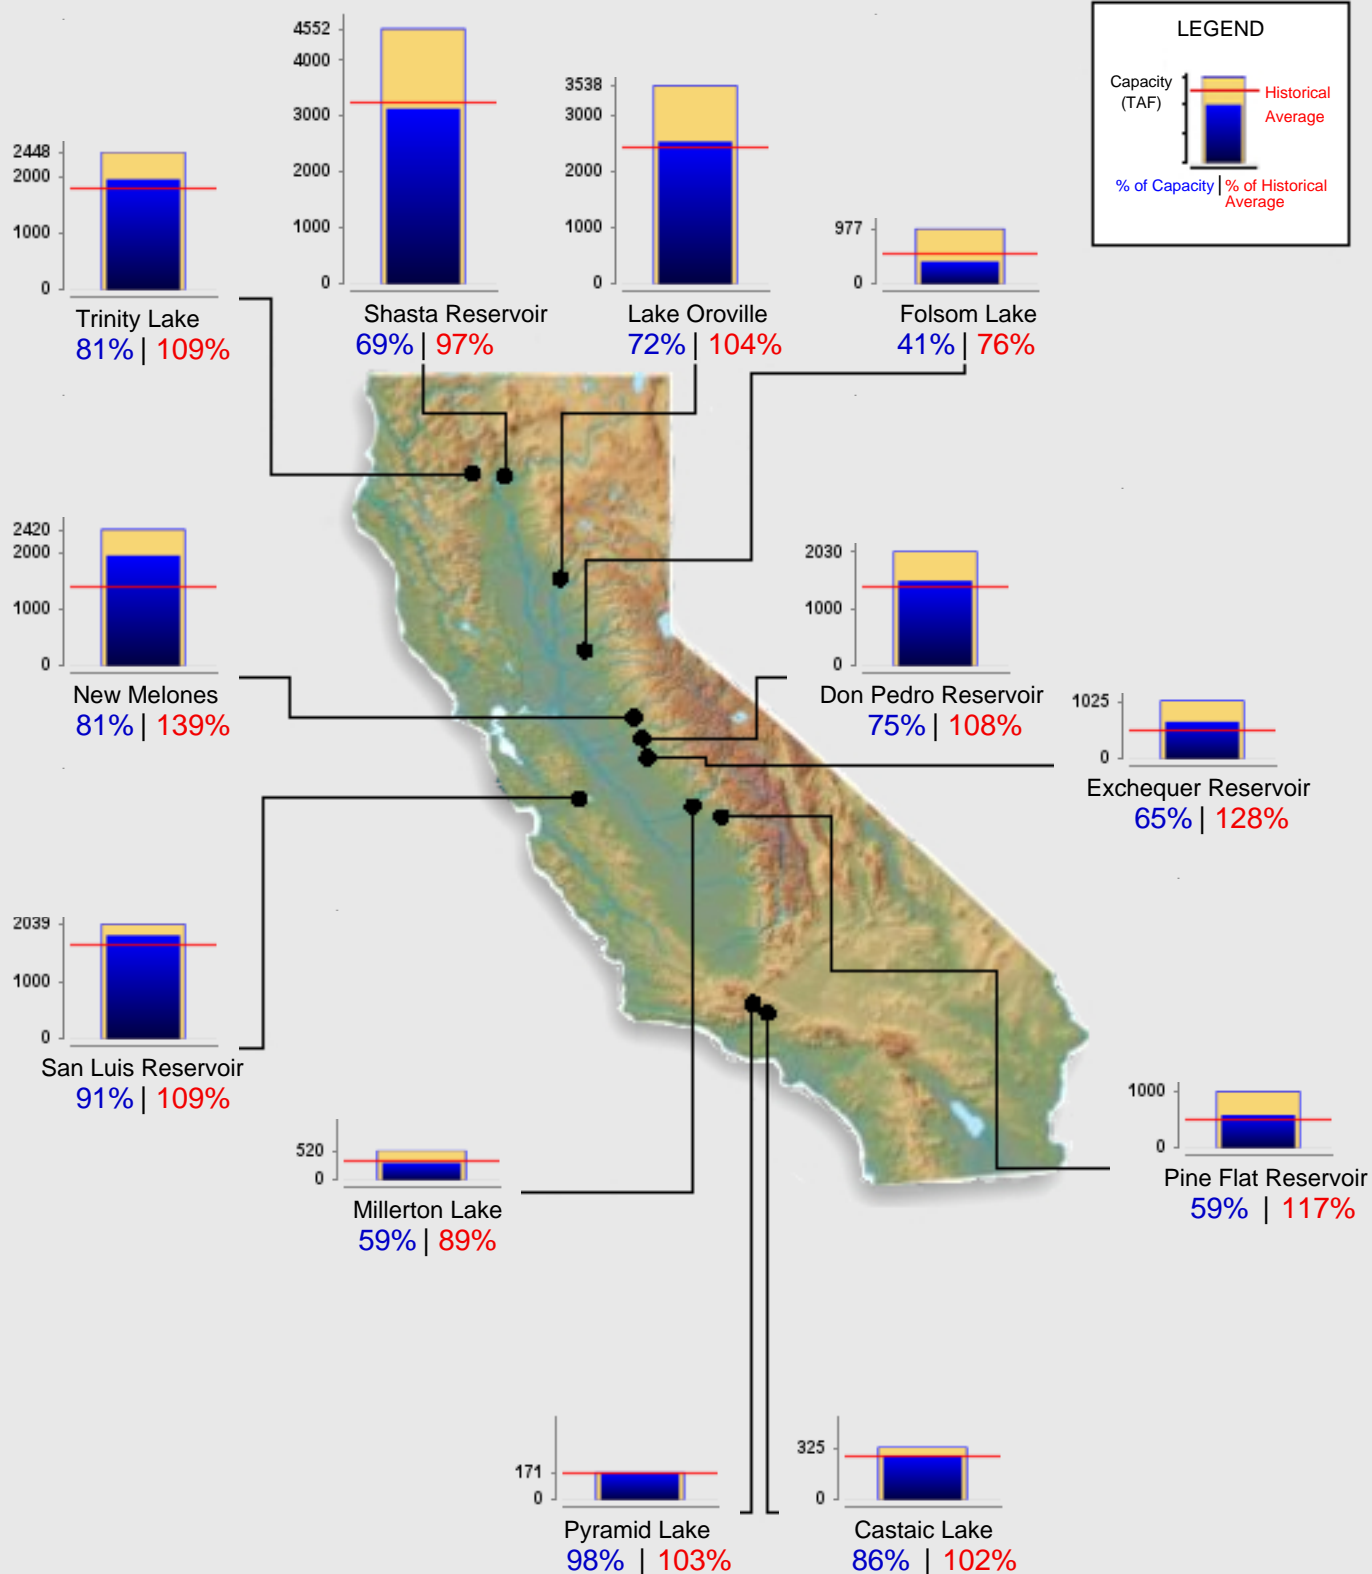 LEGEND
Capacity
(TAF)
Historical
Average
% of Capacity | % of Historical
Average
4552
4000
3000
2000
1000
0
Shasta Reservoir
69% | 97%
3538
3000
2000
1000
0
Lake Oroville
72% | 104%
2448
2000
1000
0
Trinity Lake
81% | 109%
977
0
Folsom Lake
41% | 76%
2420
2000
1000
0
New Melones
81% | 139%
2030
1000
0
Don Pedro Reservoir
75% | 108%
1025
0
Exchequer Reservoir
65% | 128%
2039
1000
0
San Luis Reservoir
91% | 109%
520
0
Millerton Lake
59% | 89%
1000
0
Pine Flat Reservoir
59% | 117%
171
0
Pyramid Lake
98% | 103%
325
0
Castaic Lake
86% | 102%